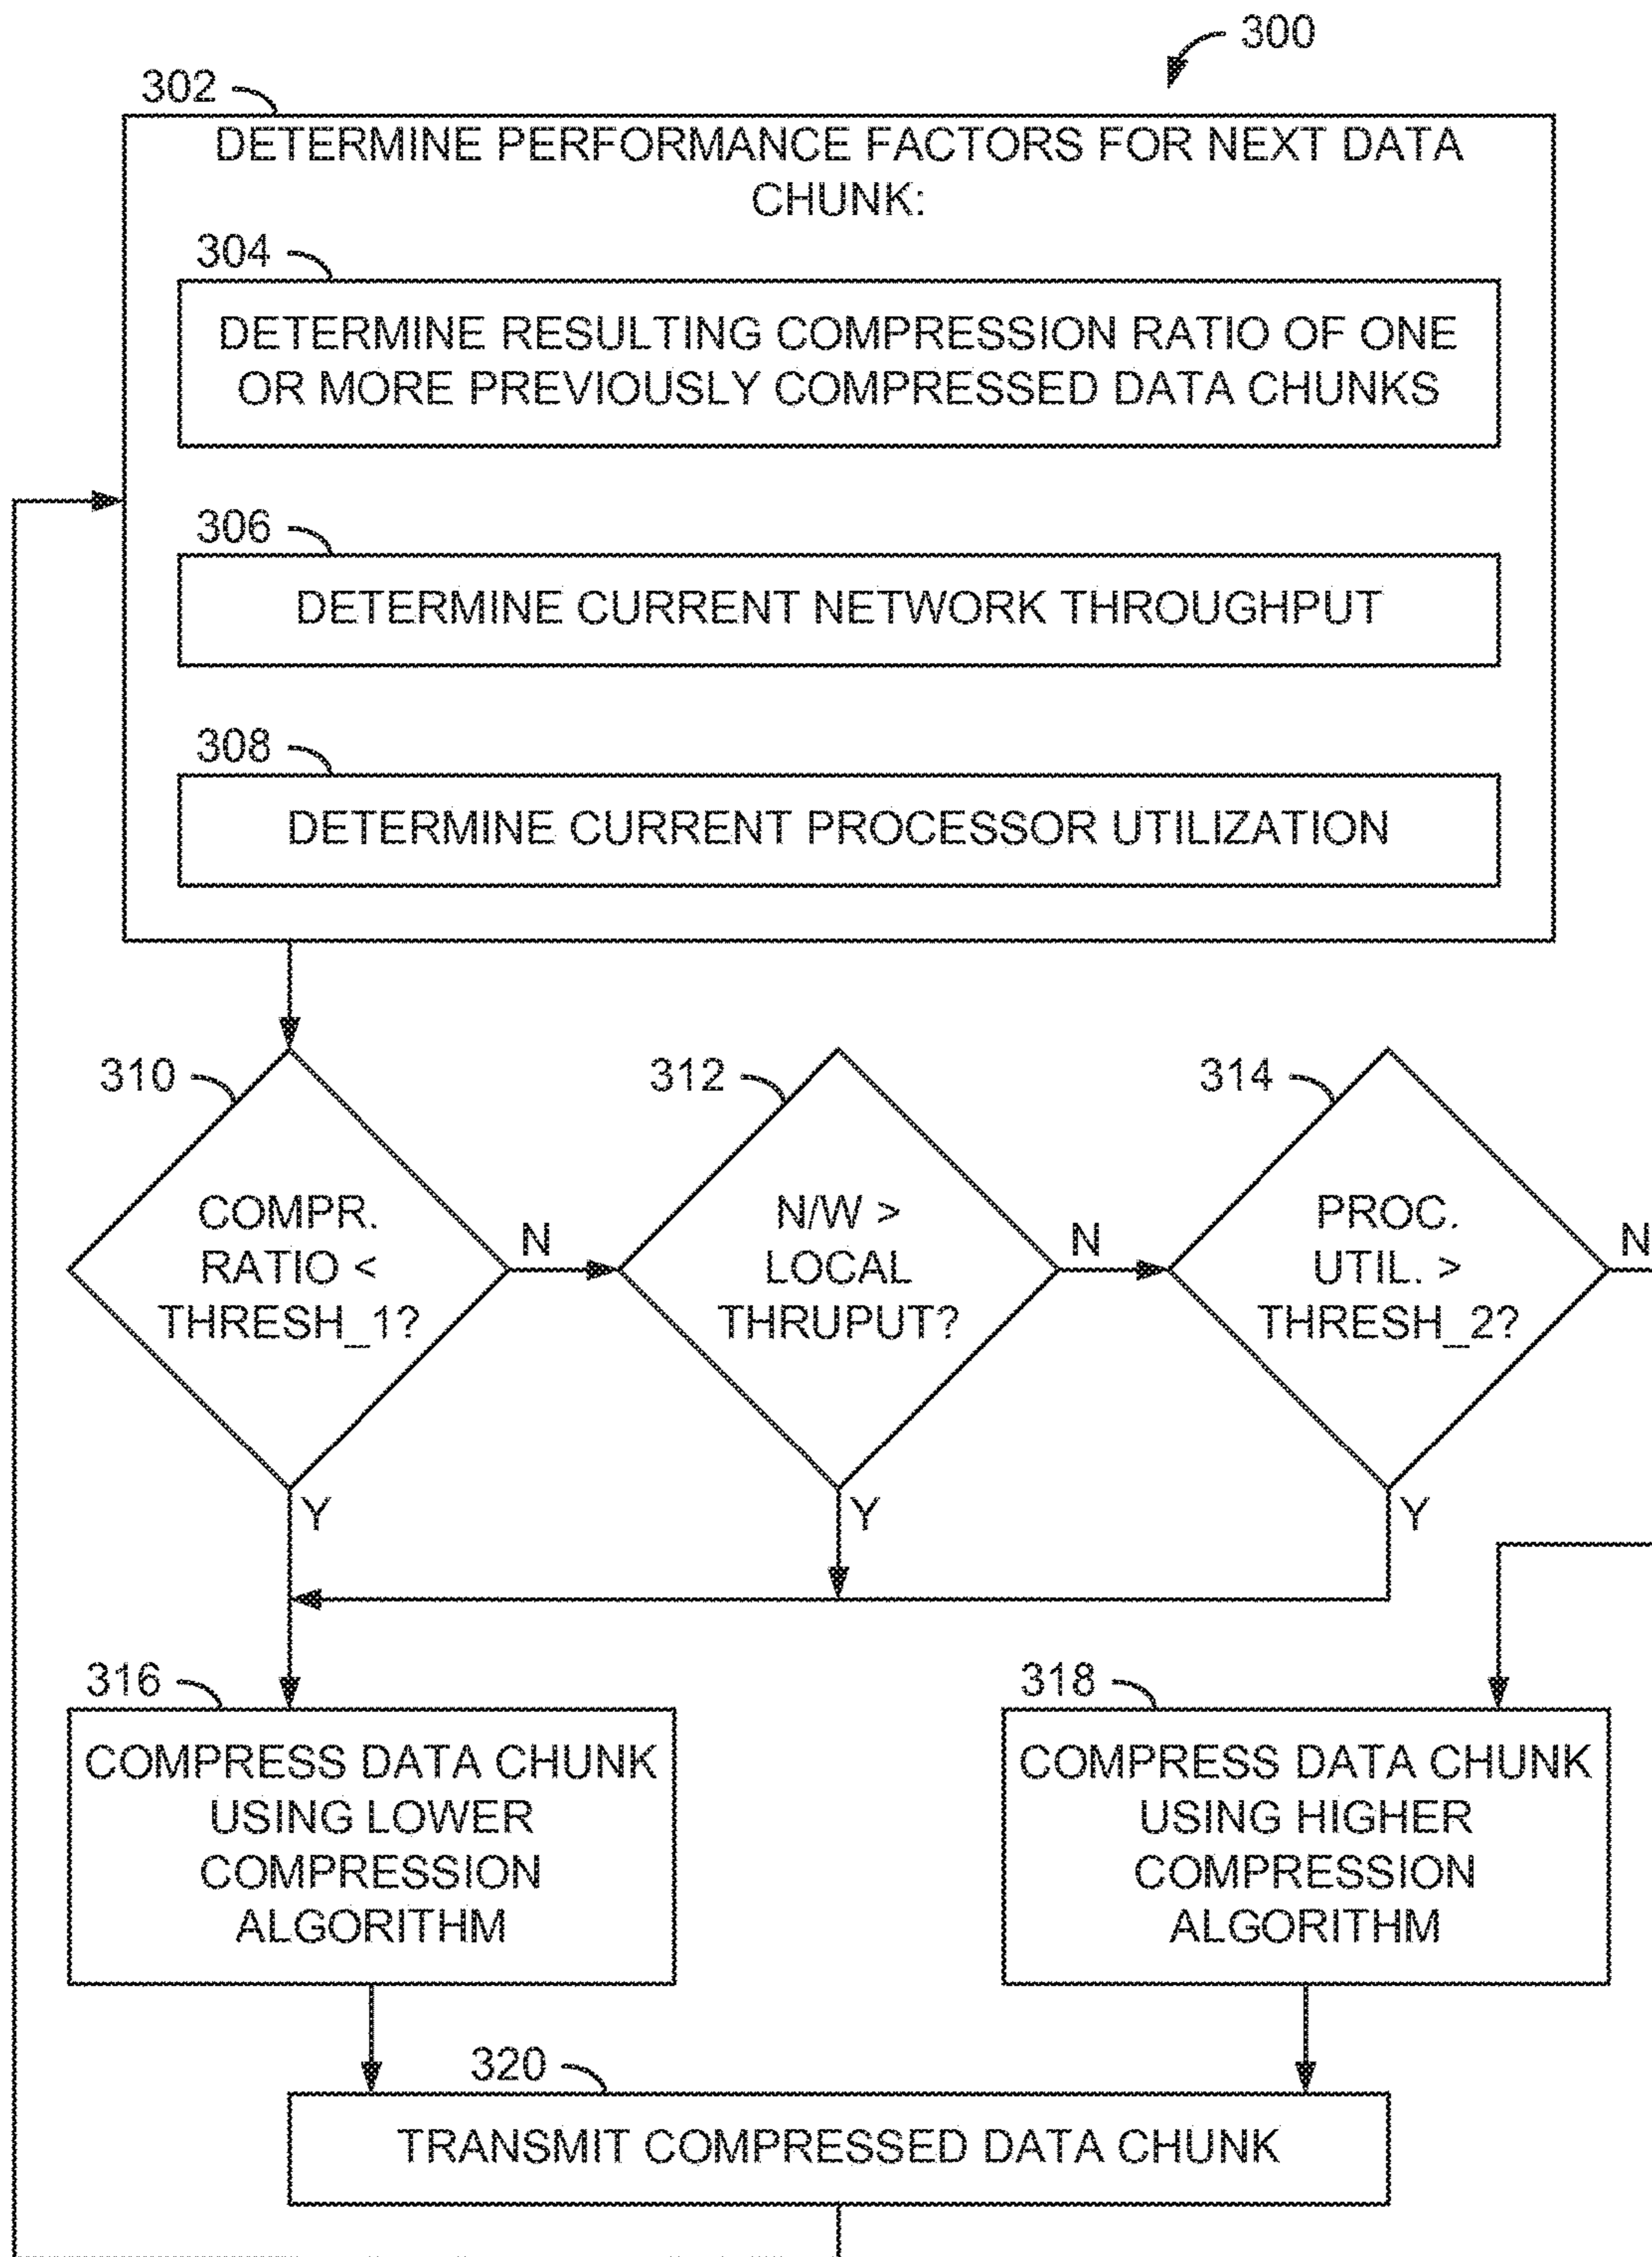 300
302
DETERMINE PERFORMANCE FACTORS FOR NEXT DATA
CHUNK:
304
DETERMINE RESULTING COMPRESSION RATIO OF ONE
OR MORE PREVIOUSLY COMPRESSED DATA CHUNKS
306
DETERMINE CURRENT NETWORK THROUGHPUT
308
DETERMINE CURRENT PROCESSOR UTILIZATION
310
COMPR.
RATIO <
THRESH_1?
N
Y
312
N/W >
LOCAL
THRUPUT?
N
Y
314
PROC.
UTIL. >
THRESH_2?
N
Y
316
COMPRESS DATA CHUNK
USING LOWER
COMPRESSION
ALGORITHM
318
COMPRESS DATA CHUNK
USING HIGHER
COMPRESSION
ALGORITHM
320
TRANSMIT COMPRESSED DATA CHUNK